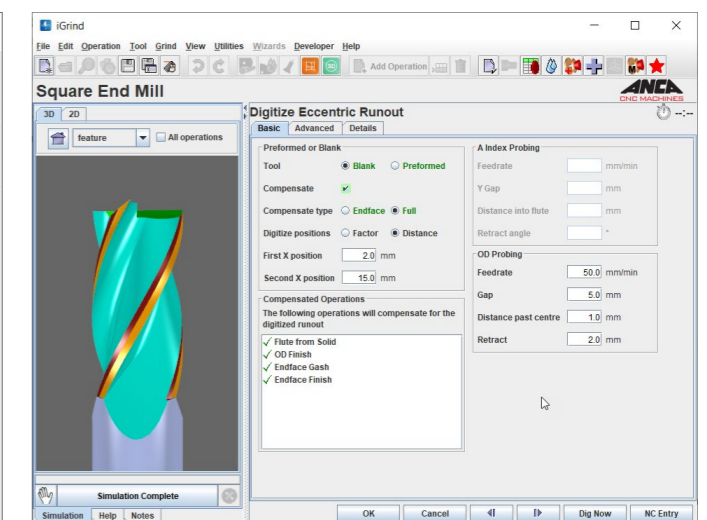 iGrind
File Edit Operation Tool Grind View Utilities Wizards Developer Help
Add Operation
Square End Mill
ANCA
CNC MACHINES
3D 2D
feature All operations
Simulation Complete
Simulation Help Notes
Digitize Eccentric Runout
--:--
Basic Advanced Details
Preformed or Blank
Tool Blank Preformed
Compensate
Compensate type Endface Full
Digitize positions Factor Distance
First X position 2.0 mm
Second X position 15.0 mm
Compensated Operations
The following operations will compensate for the
digitized runout
Flute from Solid
OD Finish
Endface Gash
Endface Finish
A Index Probing
Feedrate mm/min
Y Gap mm
Distance into flute mm
Retract angle °
OD Probing
Feedrate 50.0 mm/min
Gap 5.0 mm
Distance past centre 1.0 mm
Retract 2.0 mm
OK Cancel Dig Now NC Entry